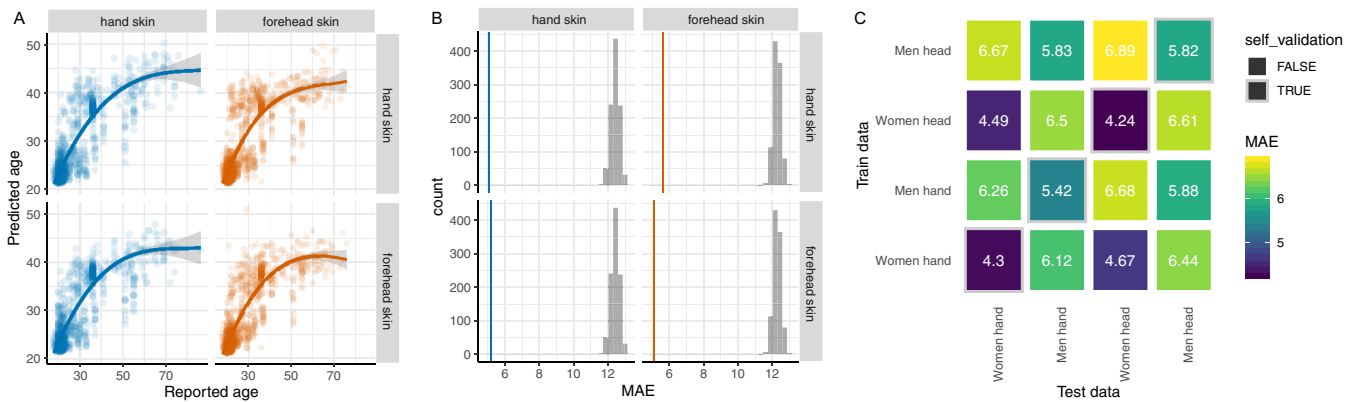 A
hand skin
forehead skin
Predicted age
50
40
30
20
hand skin
50
40
30
20
forehead skin
30
50
70
30
50
70
Reported age
B
hand skin
forehead skin
count
400
300
200
100
0
hand skin
400
300
200
100
0
forehead skin
6
8
10
12
6
8
10
12
MAE
C
Train data
Men head
6.67
5.83
6.89
5.82
Women head
4.49
6.5
4.24
6.61
Men hand
6.26
5.42
6.68
5.88
Women hand
4.3
6.12
4.67
6.44
Women hand
Men hand
Women head
Men head
Test data
self_validation
FALSE
TRUE
MAE
6
5